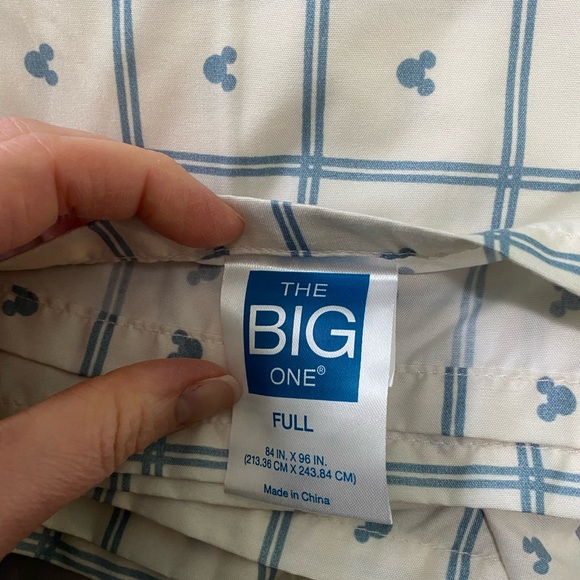 THE
BIG
ONE®
FULL
84 IN. X 96 IN.
(213.36 CM X 243.84 CM)
Made in China